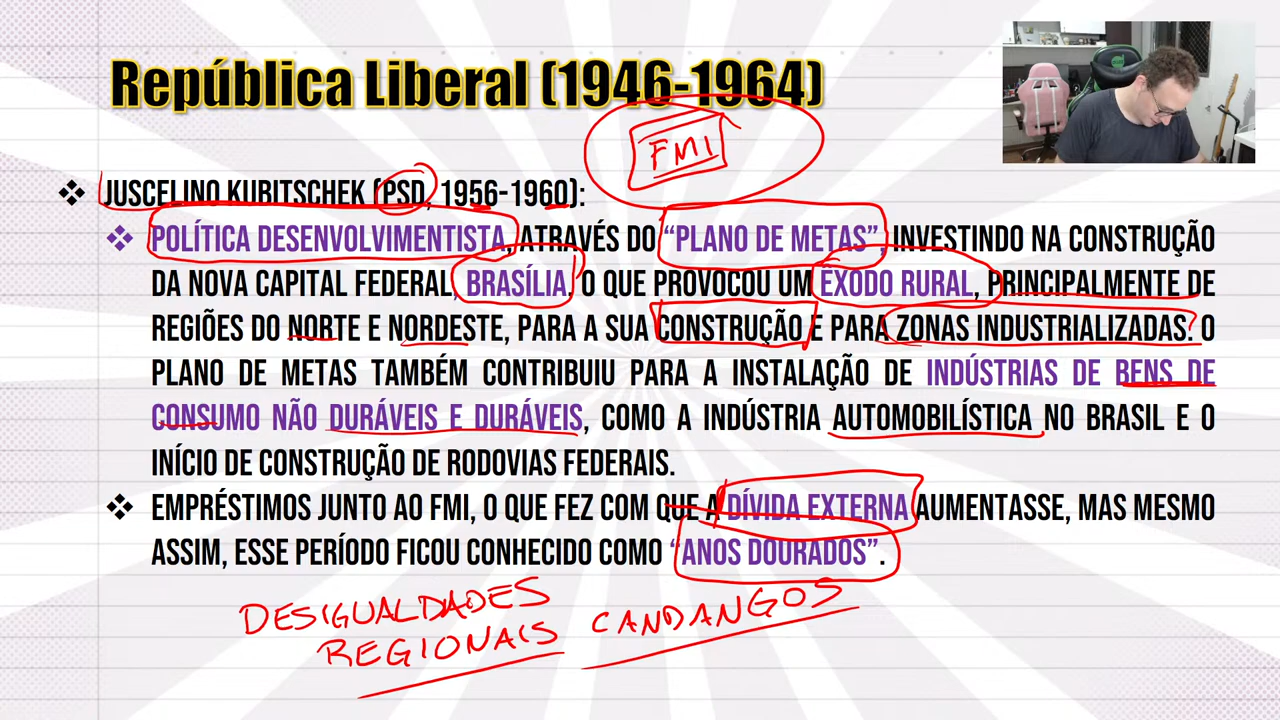 República Liberal (1946-1964)
FMI
❖ JUSCELINO KUBITSCHEK (PSD, 1956-1960):
❖ POLÍTICA DESENVOLVIMENTISTA, ATRAVÉS DO “PLANO DE METAS”, INVESTINDO NA CONSTRUÇÃO
DA NOVA CAPITAL FEDERAL, BRASÍLIA. O QUE PROVOCOU UM ÊXODO RURAL, PRINCIPALMENTE DE
REGIÕES DO NORTE E NORDESTE, PARA A SUA CONSTRUÇÃO E PARA ZONAS INDUSTRIALIZADAS. O
PLANO DE METAS TAMBÉM CONTRIBUIU PARA A INSTALAÇÃO DE INDÚSTRIAS DE BENS DE
CONSUMO NÃO DURÁVEIS E DURÁVEIS, COMO A INDÚSTRIA AUTOMOBILÍSTICA NO BRASIL E O
INÍCIO DE CONSTRUÇÃO DE RODOVIAS FEDERAIS.
❖ EMPRÉSTIMOS JUNTO AO FMI, O QUE FEZ COM QUE A DÍVIDA EXTERNA AUMENTASSE, MAS MESMO
ASSIM, ESSE PERÍODO FICOU CONHECIDO COMO “ANOS DOURADOS”.
DESIGUALDADES
REGIONAIS
CANDANGOS